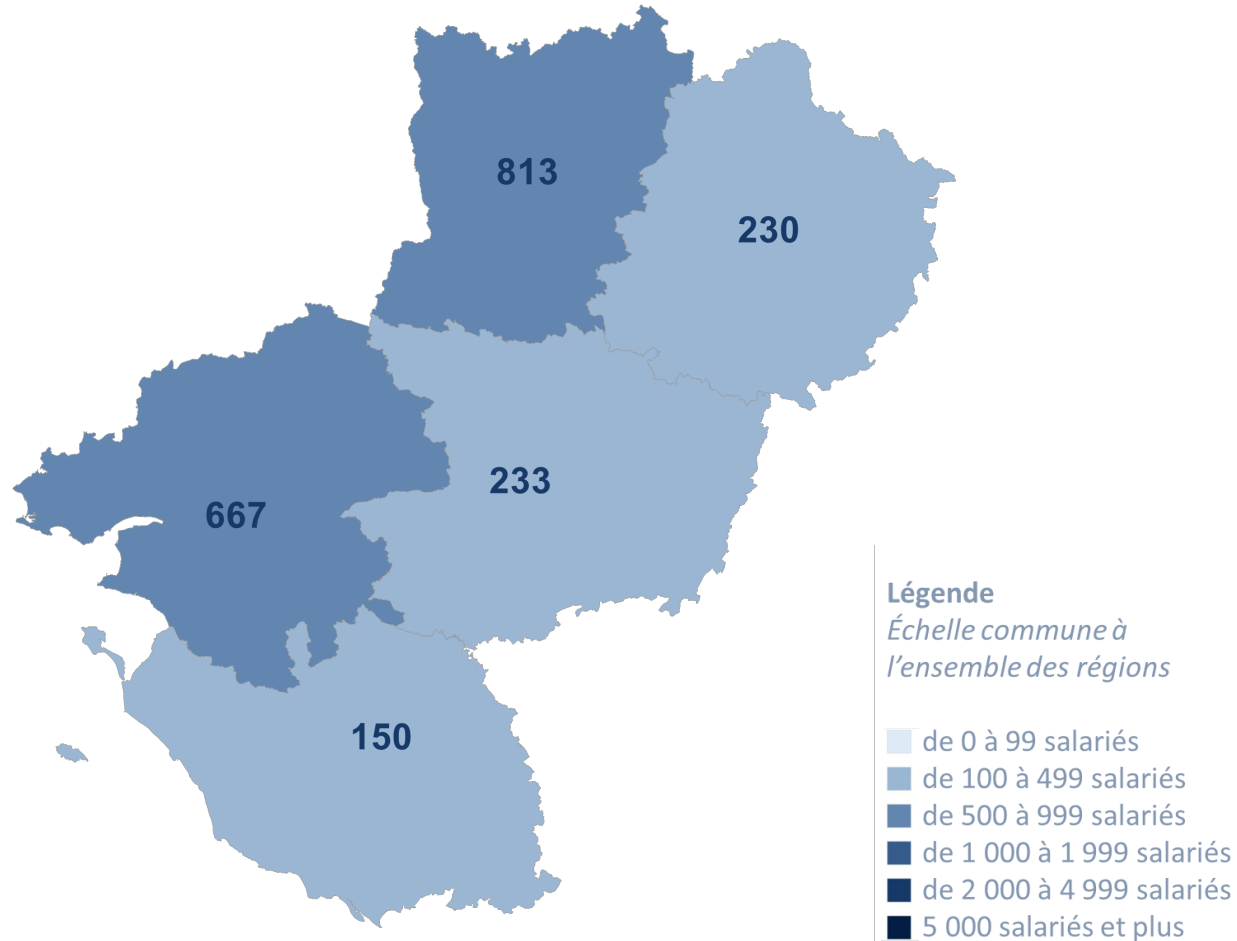 813
230
233
667
150
Légende
Échelle commune à
l’ensemble des régions
de 0 à 99 salariés
de 100 à 499 salariés
de 500 à 999 salariés
de 1 000 à 1 999 salariés
de 2 000 à 4 999 salariés
5 000 salariés et plus